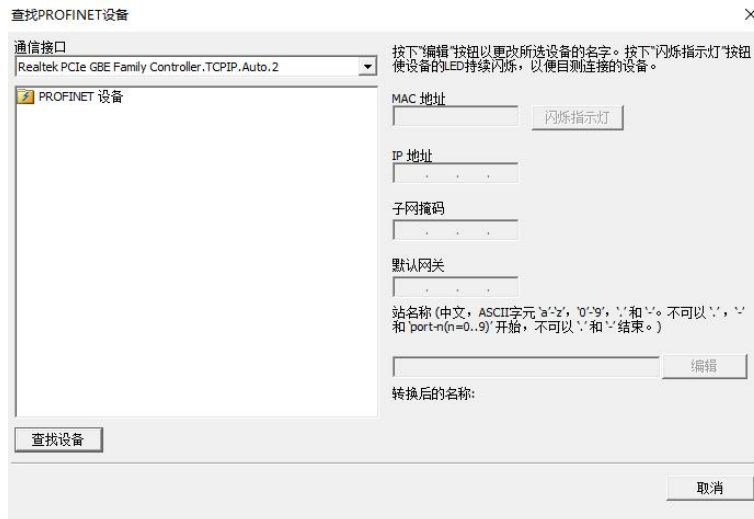 查找PROFINET设备
通信接口
Realtek PCIe GBE Family Controller.TCPIP.Auto.2
PROFINET 设备
查找设备
按下"编辑"按钮以更改所选设备的名字。按下"闪烁指示灯"按钮
使设备的LED持续闪烁，以便目测连接的设备。
MAC 地址
闪烁指示灯
IP 地址
. . .
子网掩码
. . .
默认网关
. . .
站名称 (中文，ASCII字元 'a'-'z'，'0'-'9'，'.' 和 '-'。不可以 '.'，'-'
和 'port-n(n=0..9)' 开始，不可以 '.' 和 '-' 结束。)
编辑
转换后的名称:
取消